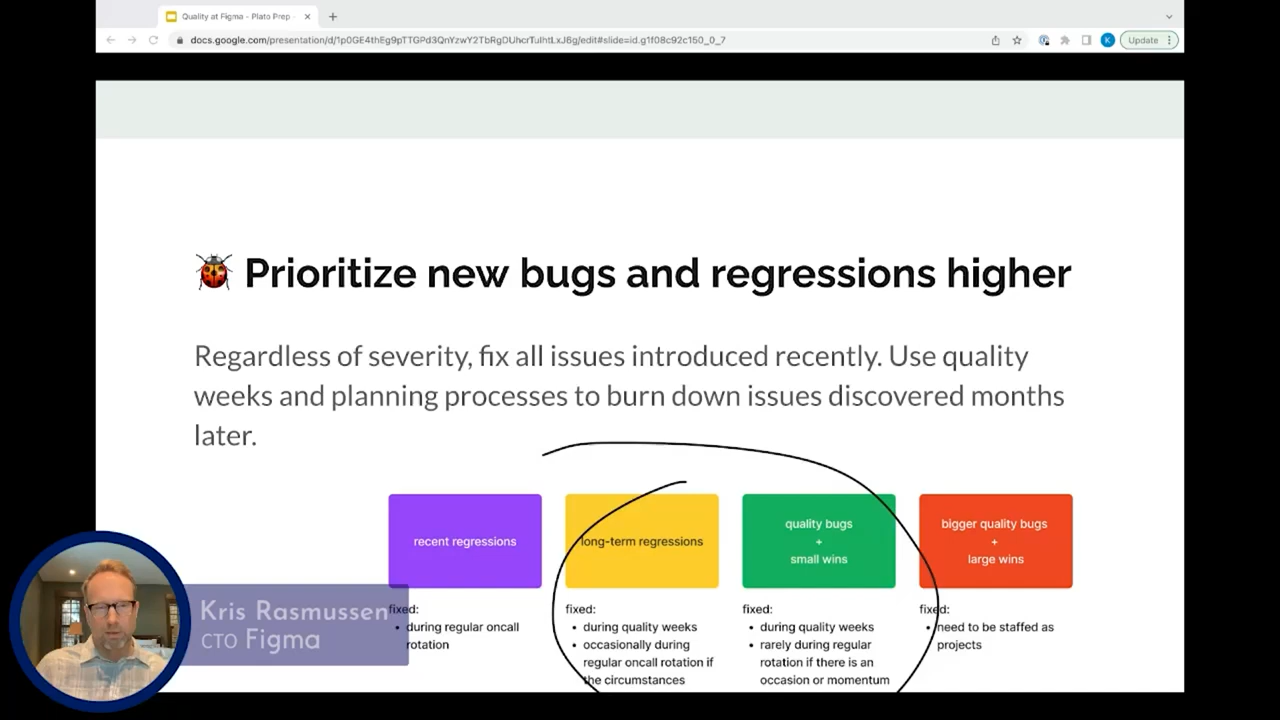 Quality at Figma - Plato Prep
docs.google.com/presentation/d/1p0GE4thEg9pTTGPd3QnYzwY2TbRgDUhcrTulhtLxJ6g/edit#slide=id.g1f08c92c150_0_7
K
Update
Prioritize new bugs and regressions higher
Regardless of severity, fix all issues introduced recently. Use quality
weeks and planning processes to burn down issues discovered months
later.
recent regressions
fixed:
• during regular oncall
rotation
long-term regressions
fixed:
• during quality weeks
• occasionally during
regular oncall rotation if
the circumstances
quality bugs
+
small wins
fixed:
• during quality weeks
• rarely during regular
rotation if there is an
occasion or momentum
bigger quality bugs
+
large wins
fixed:
• need to be staffed as
projects
Kris Rasmussen
CTO Figma